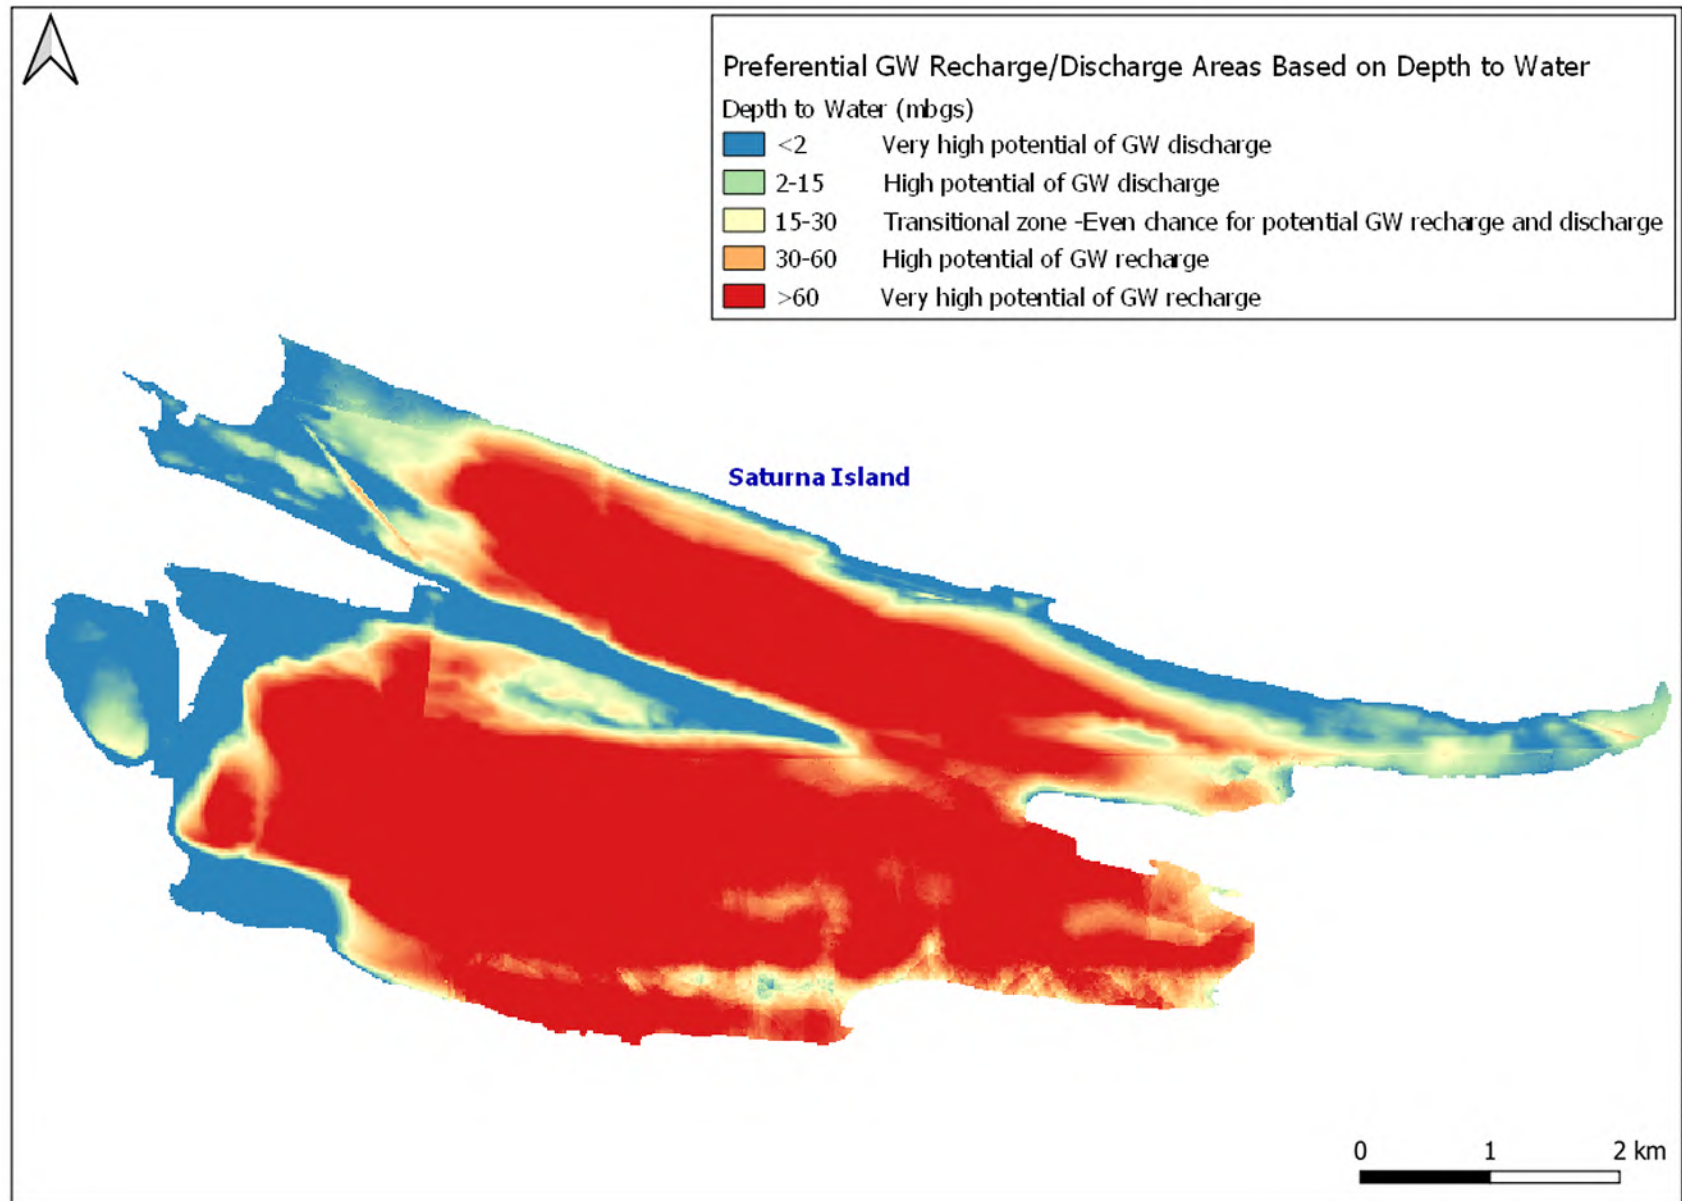 Preferential GW Recharge/Discharge Areas Based on Depth to Water
Depth to Water (mbgs)
<2 Very high potential of GW discharge
2-15 High potential of GW discharge
15-30 Transitional zone -Even chance for potential GW recharge and discharge
30-60 High potential of GW recharge
>60 Very high potential of GW recharge
Saturna Island
0 1 2 km